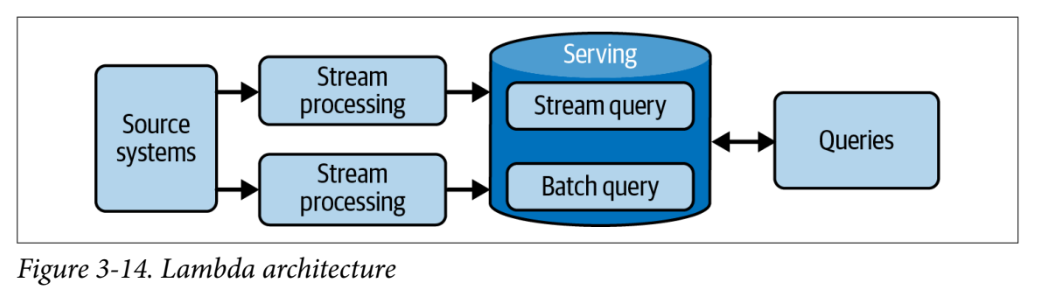 Source
systems
Stream
processing
Stream
processing
Serving
Stream query
Batch query
Queries
Figure 3-14. Lambda architecture